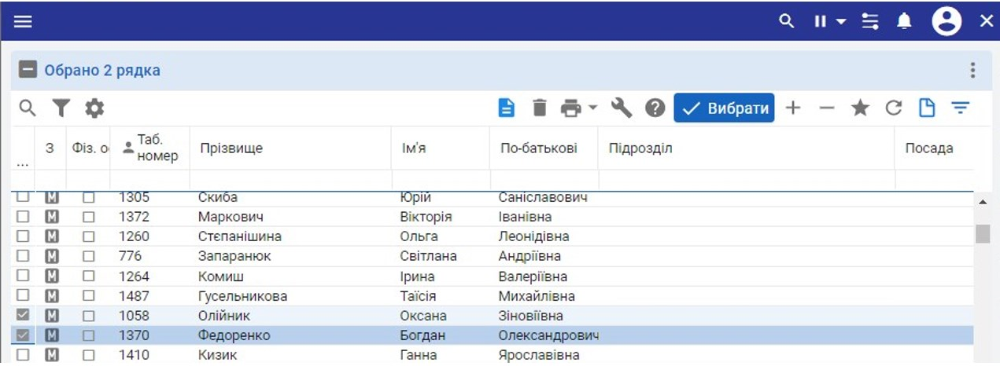 Обрано 2 рядка
Вибрати
... З Фіз. о Таб. номер Прізвище Ім'я По-батькові Підрозділ Посада
М 1305 Скиба Юрій Саніславович
М 1372 Маркович Вікторія Іванівна
М 1260 Стєпанішина Ольга Леонідівна
М 776 Запаранюк Світлана Андріївна
М 1264 Комиш Ірина Валеріївна
М 1487 Гусельникова Таїсія Михайлівна
М 1058 Олійник Оксана Зіновіївна
М 1370 Федоренко Богдан Олександрович
М 1410 Кизик Ганна Ярославівна